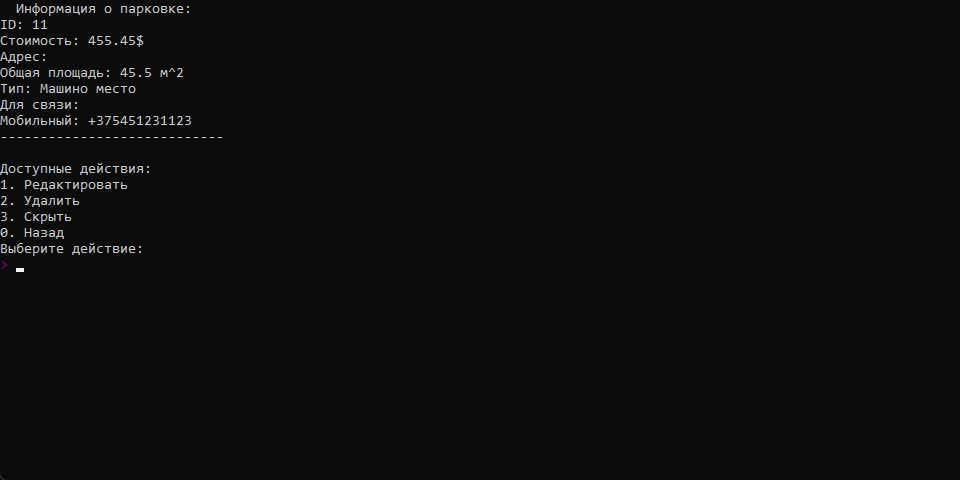 Информация о парковке:
ID: 11
Стоимость: 455.45$
Адрес:
Общая площадь: 45.5 м^2
Тип: Машино место
Для связи:
Мобильный: +375451231123
----------------------------
Доступные действия:
1. Редактировать
2. Удалить
3. Скрыть
0. Назад
Выберите действие:
>